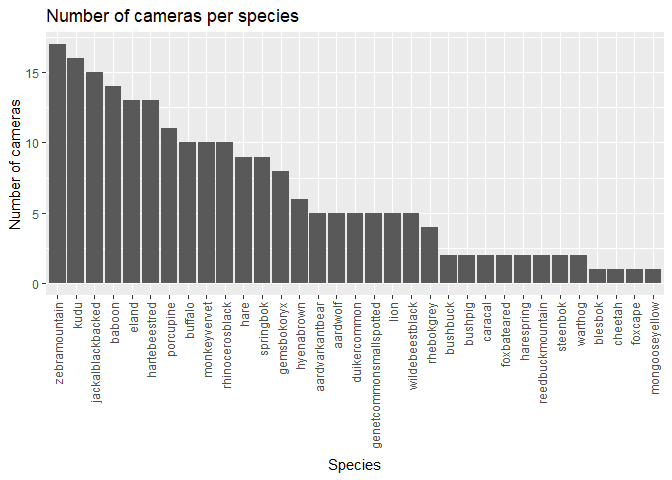 Number of cameras per species
Number of cameras
15
10
5
0
zebramountain
kudu
jackalblackbacked
baboon
eland
hartebeestred
porcupine
buffalo
monkeyvervet
rhinocerosblack
hare
springbok
gemsbokoryx
hyenabrown
aardvarkantbear
aardwolf
duikercommon
genetcommonsmallspotted
lion
wildebeestblack
rhebokgrey
bushbuck
bushpig
caracal
foxbateared
harespring
reedbuckmountain
steenbok
warthog
blesbok
cheetah
foxcape
mongooseyellow
Species